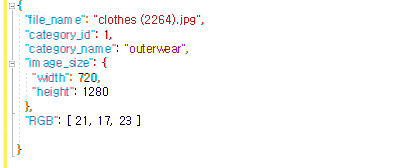 {
"file_name": "clothes (2264).jpg",
"category_id": 1,
"category_name": "outerwear",
"image_size": {
"width": 720,
"height": 1280
},
"RGB": [ 21, 17, 23 ]
}